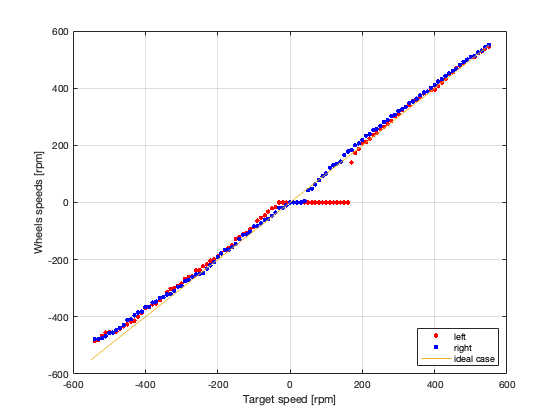 600
400
200
0
-200
-400
-600
Wheels speeds [rpm]
-600 -400 -200 0 200 400 600
Target speed [rpm]
left
right
ideal case